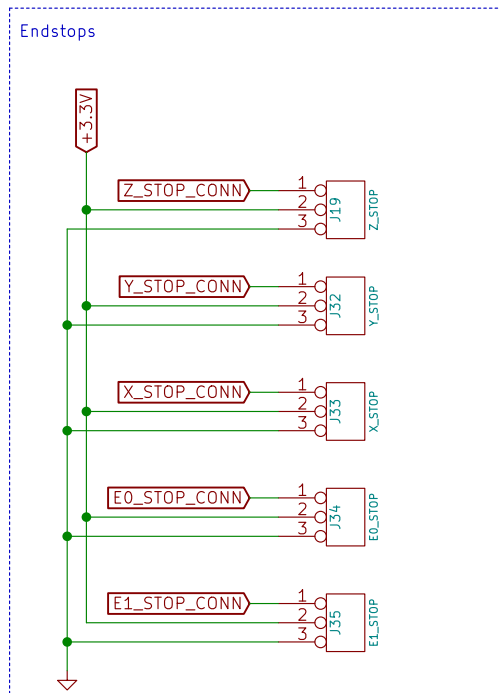 Endstops
+3.3V
Z_STOP_CONN
1
2
3
J19
Z_STOP
Y_STOP_CONN
1
2
3
J32
Y_STOP
X_STOP_CONN
1
2
3
J33
X_STOP
E0_STOP_CONN
1
2
3
J34
E0_STOP
E1_STOP_CONN
1
2
3
J35
E1_STOP